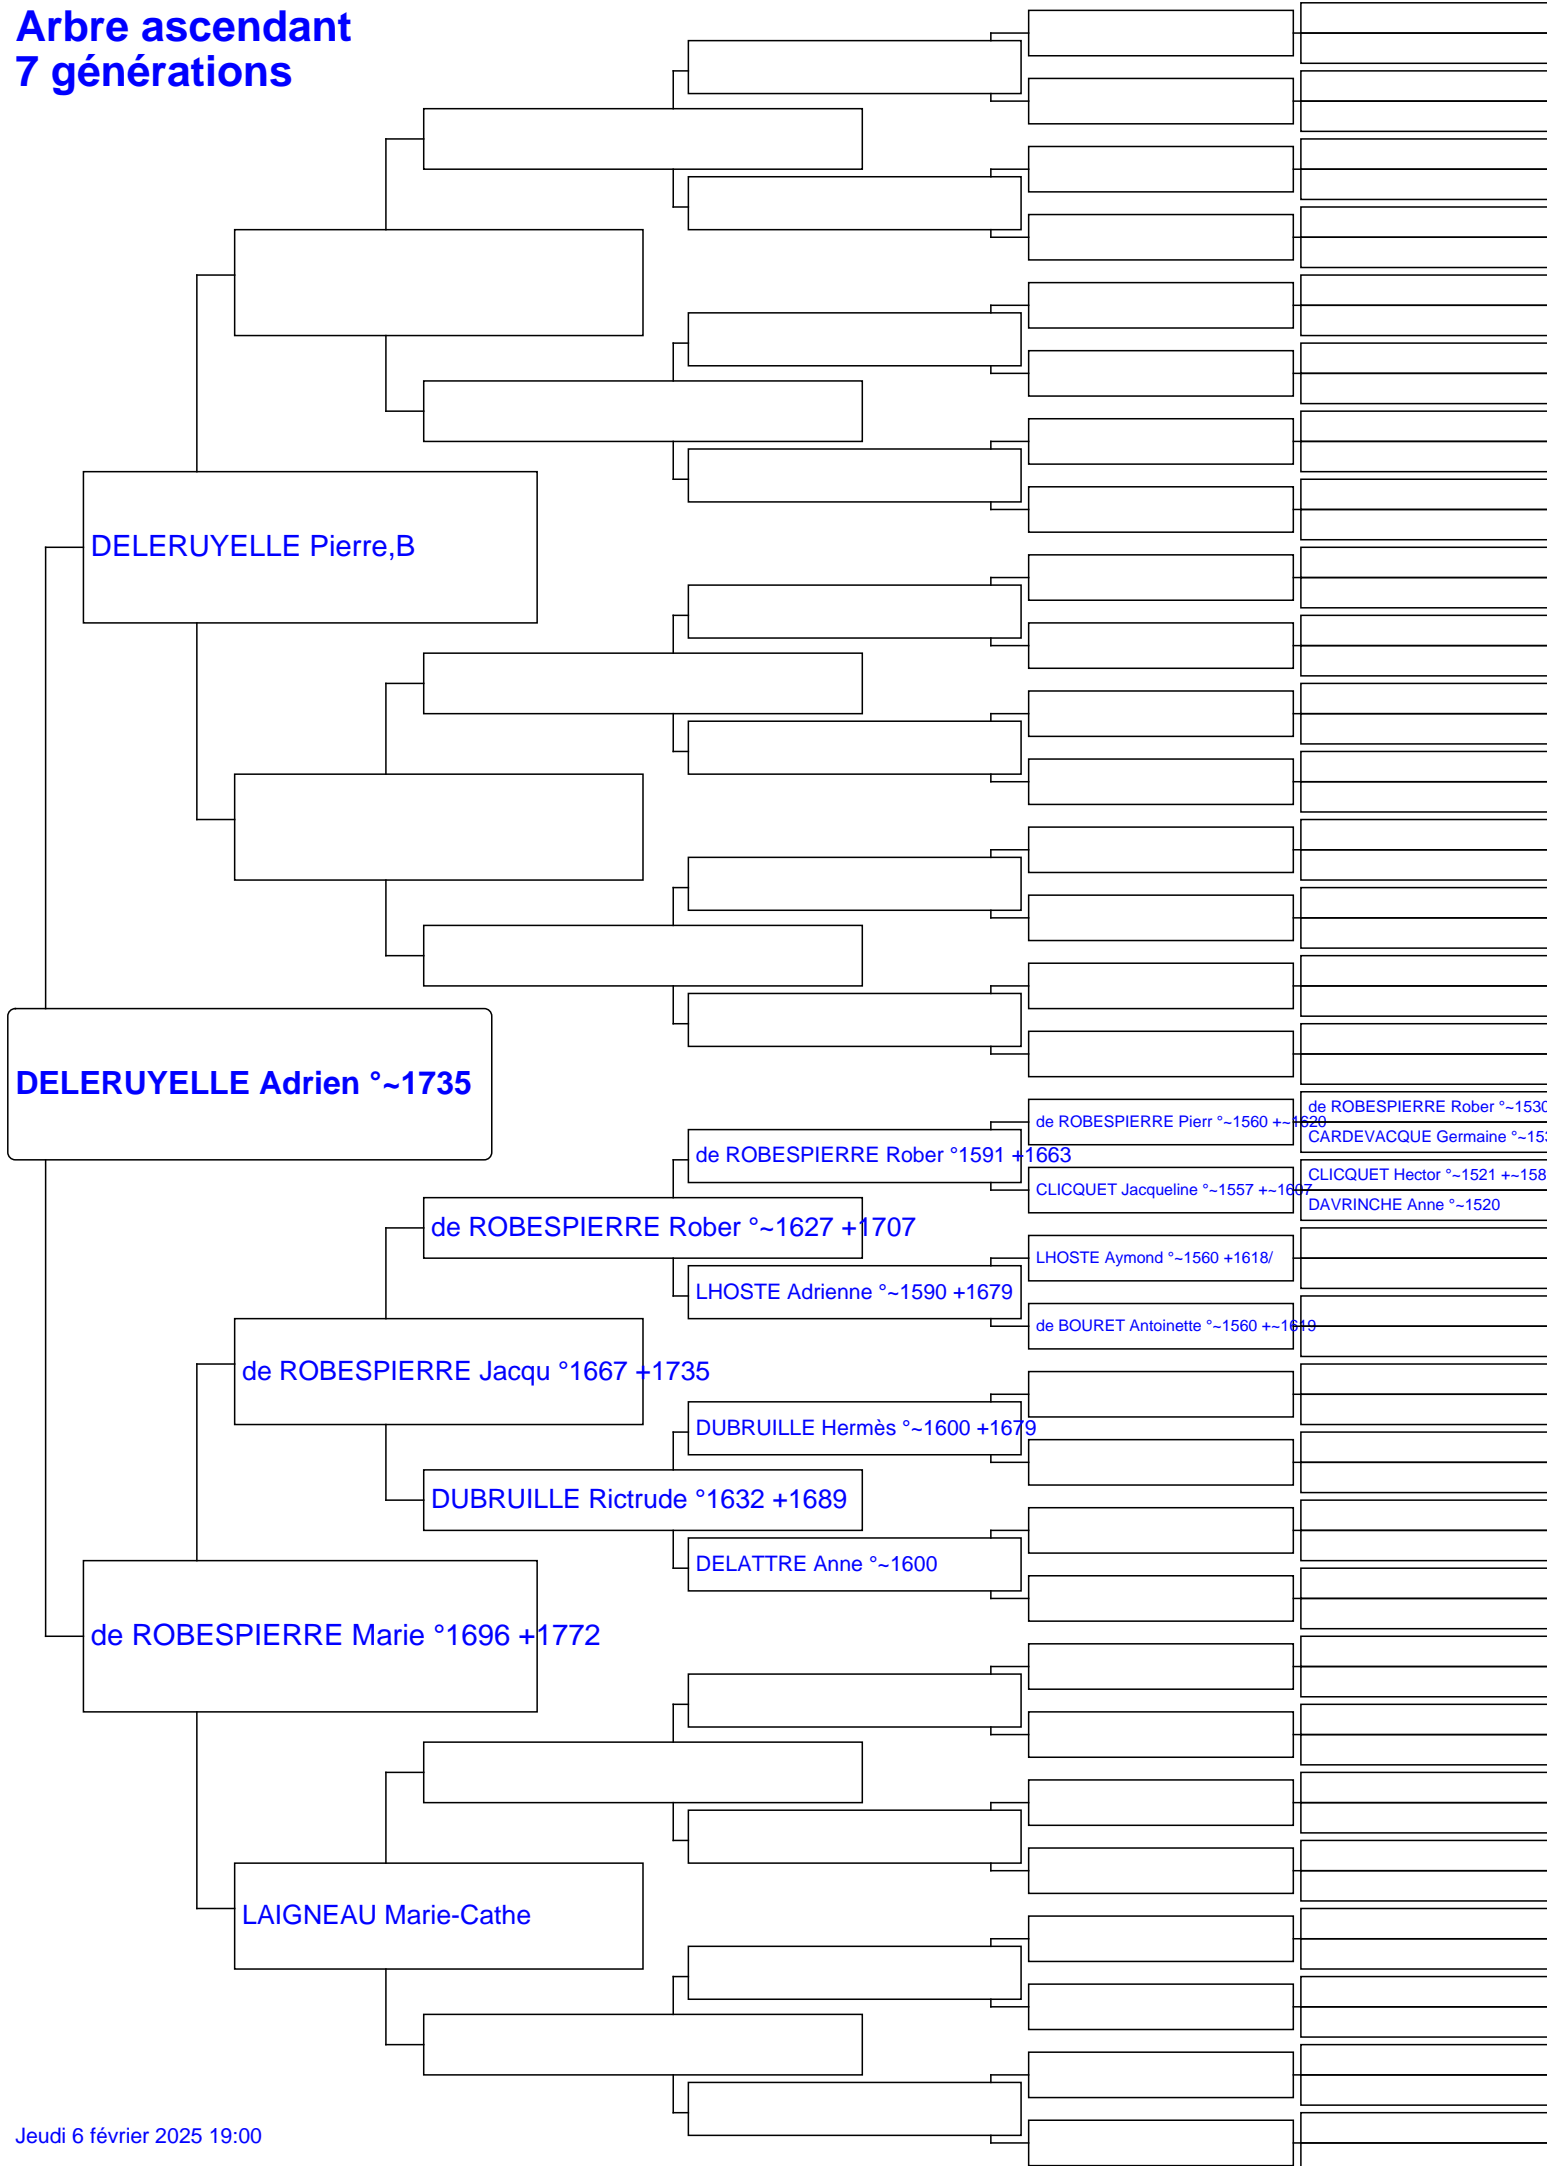 Arbre ascendant
7 générations
DELERUYELLE Pierre,B
DELERUYELLE Adrien °~1735
de ROBESPIERRE Rober °~1530
de ROBESPIERRE Pierr °~1560 +~1620
CARDEVACQUE Germaine
de ROBESPIERRE Rober °1591 +1663
CLICQUET Hector °~1521
CLICQUET Jacqueline °~1557 +~1607
DAVRINCHE Anne °~1520
de ROBESPIERRE Rober °~1627 +1707
LHOSTE Aymond °~1560 +1618/
LHOSTE Adrienne °~1590 +1679
de BOURET Antoinette °~1560 +~1619
de ROBESPIERRE Jacqu °1667 +1735
DUBRUILLE Hermès °~1600 +1679
DUBRUILLE Rictrude °1632 +1689
DELATTRE Anne °~1600
de ROBESPIERRE Marie °1696 +1772
LAIGNEAU Marie-Cathe
Jeudi 6 février 2025 19:00